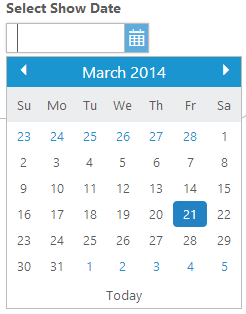 Select Show Date
March 2014
Su Mo Tu We Th Fr Sa
23 24 25 26 27 28 1
2 3 4 5 6 7 8
9 10 11 12 13 14 15
16 17 18 19 20 21 22
23 24 25 26 27 28 29
30 31 1 2 3 4 5
Today